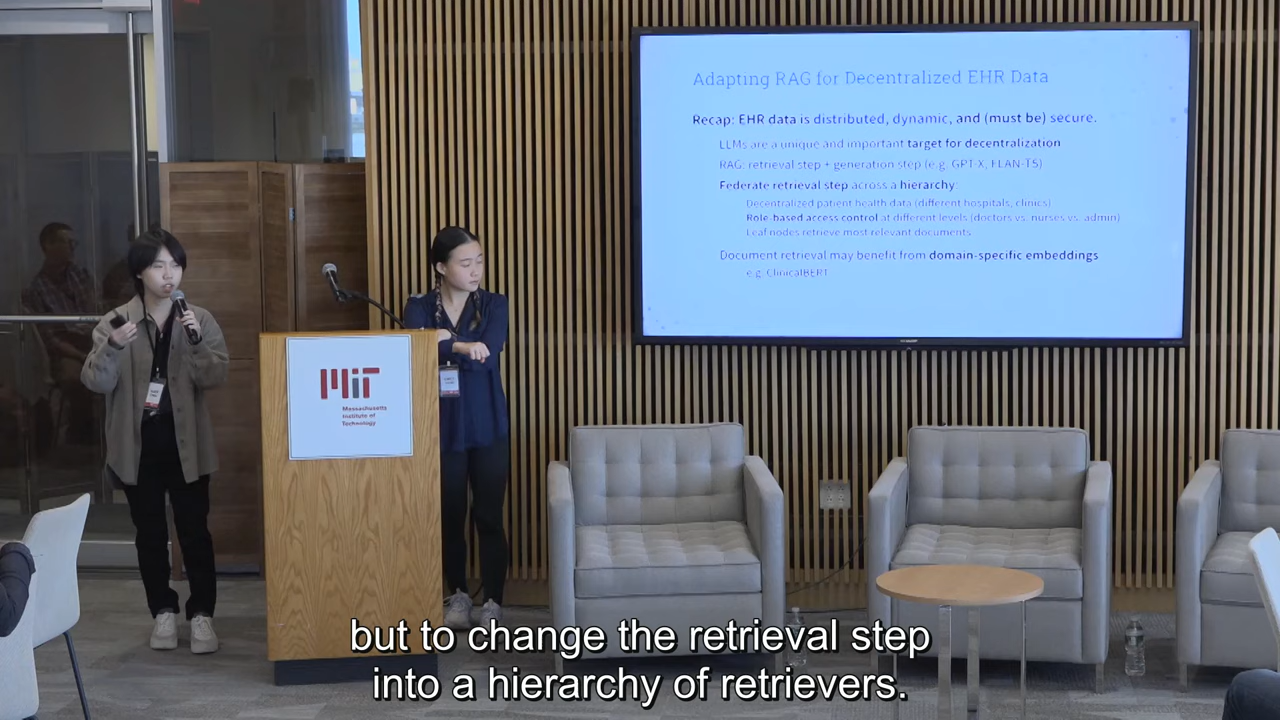 Adapting RAG for Decentralized EHR Data
Recap: EHR data is distributed, dynamic, and (must be) secure.
LLMs are a unique and important target for decentralization
RAG: retrieval step + generation step (e.g. GPT-X, FLAN-T5)
Federate retrieval step across a hierarchy:
Decentralized patient health data (different hospitals, clinics)
Role-based access control at different levels (doctors vs. nurses vs. admin)
Leaf nodes retrieve most relevant documents
Document retrieval may benefit from domain-specific embeddings
e.g. ClinicalBERT
MIT
Massachusetts
Institute of
Technology
but to change the retrieval step
into a hierarchy of retrievers.